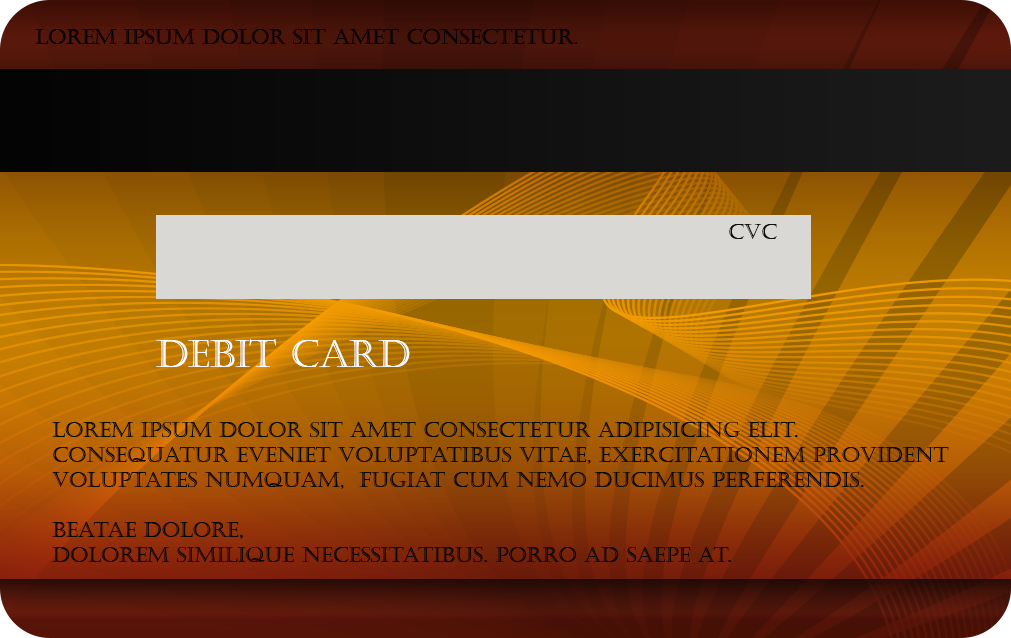 LOREM IPSUM DOLOR SIT AMET CONSECTETUR.
CVC
DEBIT CARD
LOREM IPSUM DOLOR SIT AMET CONSECTETUR ADIPISICING ELIT.
CONSEQUATUR EVENIET VOLUPTATIBUS VITAE, EXERCITATIONEM PROVIDENT
VOLUPTATES NUMQUAM, FUGIAT CUM NEMO DUCIMUS PERFERENDIS.
BEATAE DOLORE,
DOLOREM SIMILIQUE NECESSITATIBUS. PORRO AD SAEPE AT.